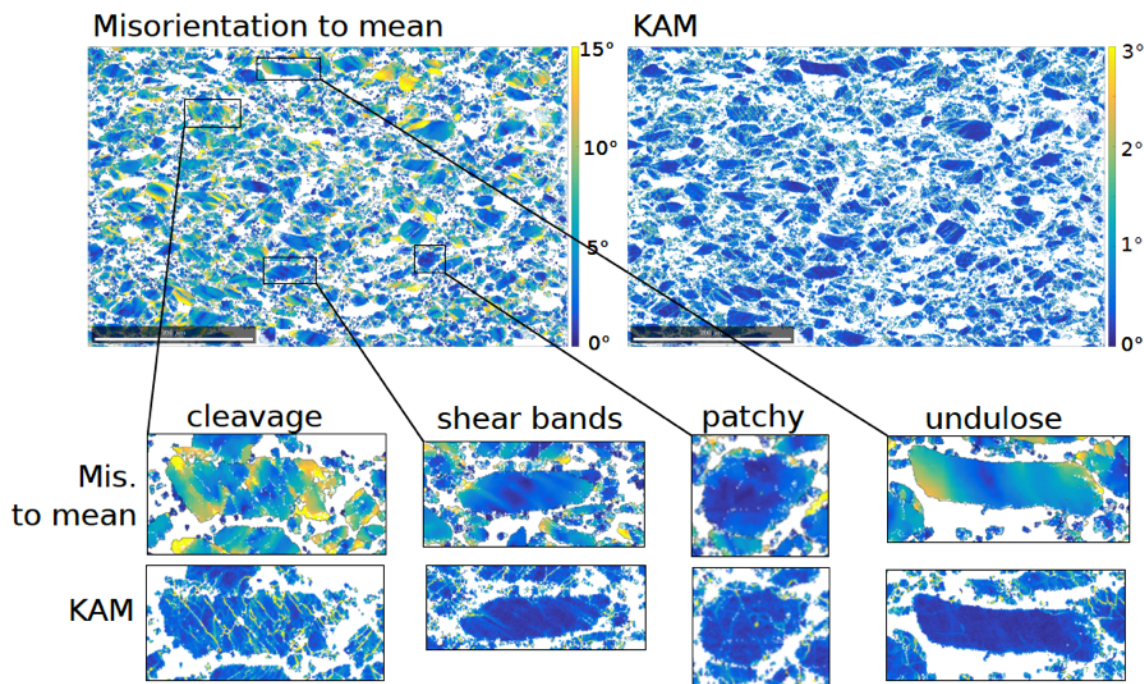 Misorientation to mean
KAM
15°
10°
5°
0°
3°
2°
1°
0°
cleavage
shear bands
patchy
undulose
Mis.
to mean
KAM